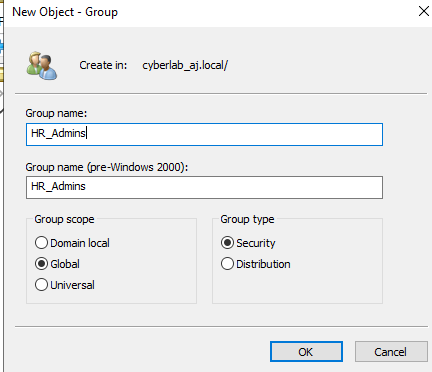 New Object - Group
Create in: cyberlab_aj.local/
Group name:
HR_Admins
Group name (pre-Windows 2000):
HR_Admins
Group scope
Domain local
Global
Universal
Group type
Security
Distribution
OK
Cancel